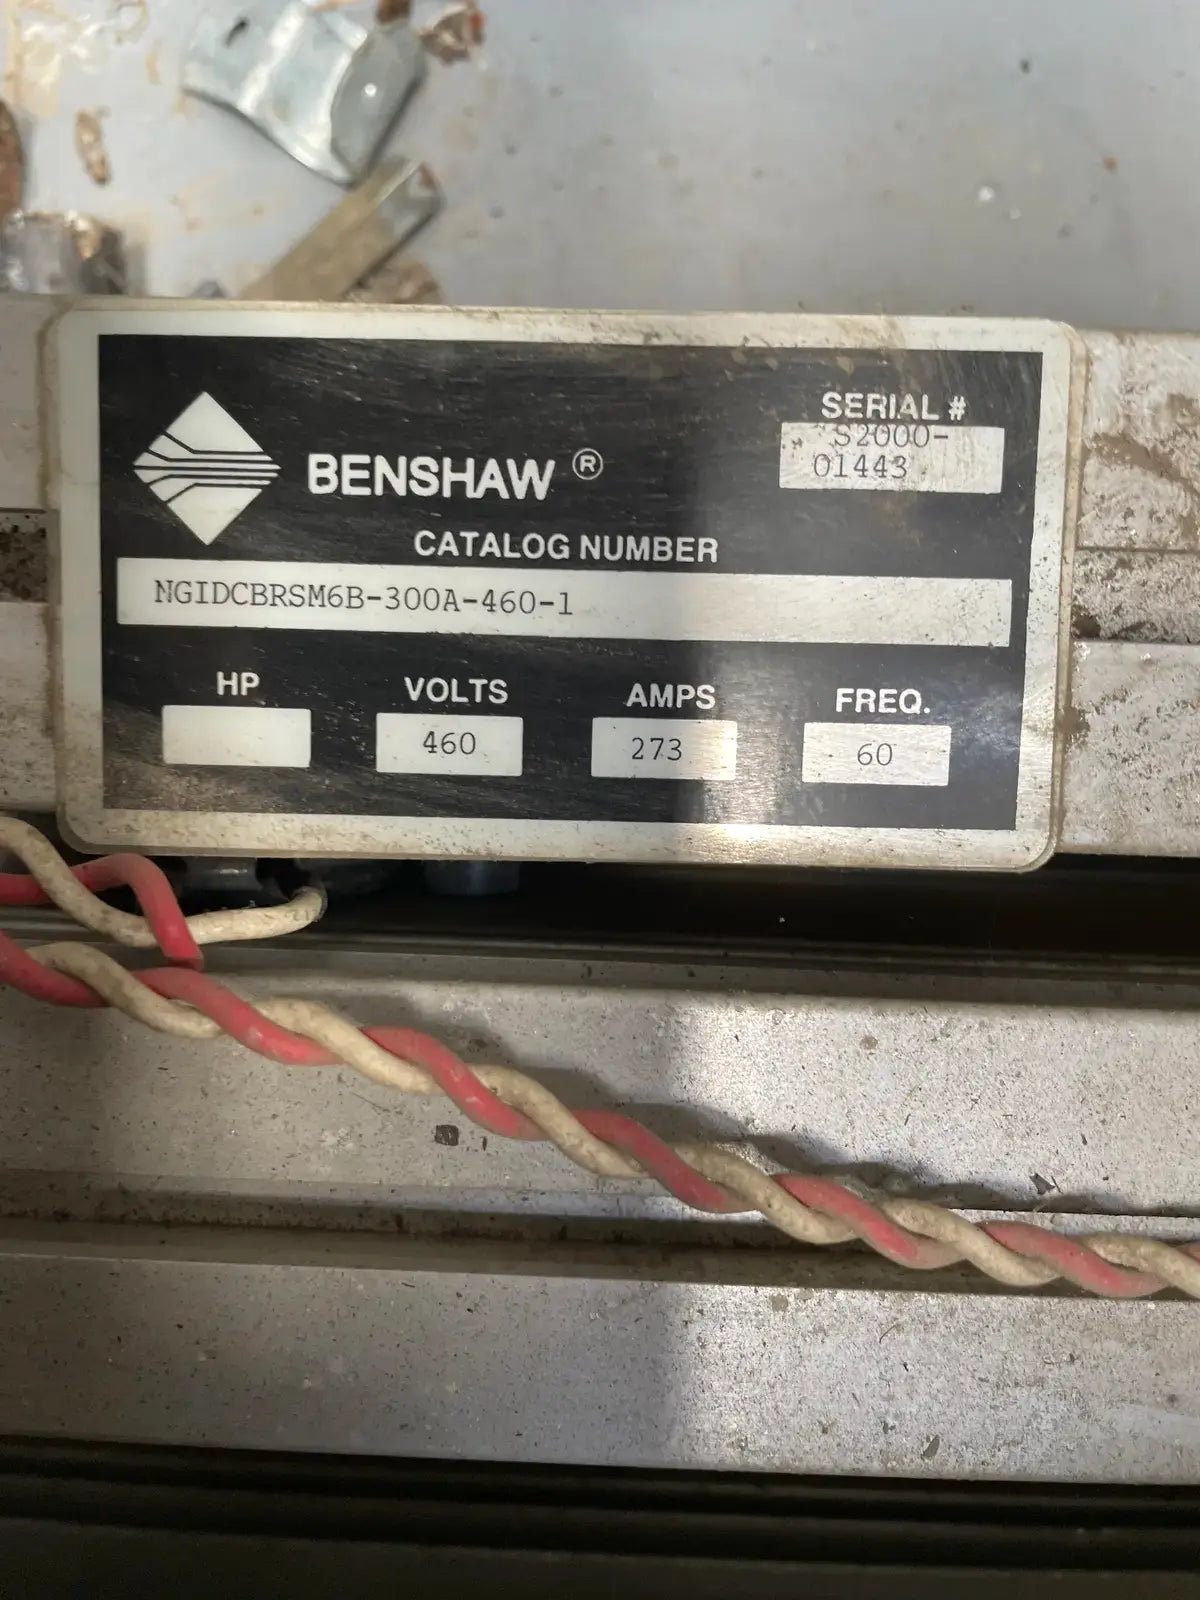 BENSHAW ®
SERIAL #
S2000-
01443
CATALOG NUMBER
NGIDCBRSM6B-300A-460-1
HP
VOLTS
460
AMPS
273
FREQ.
60